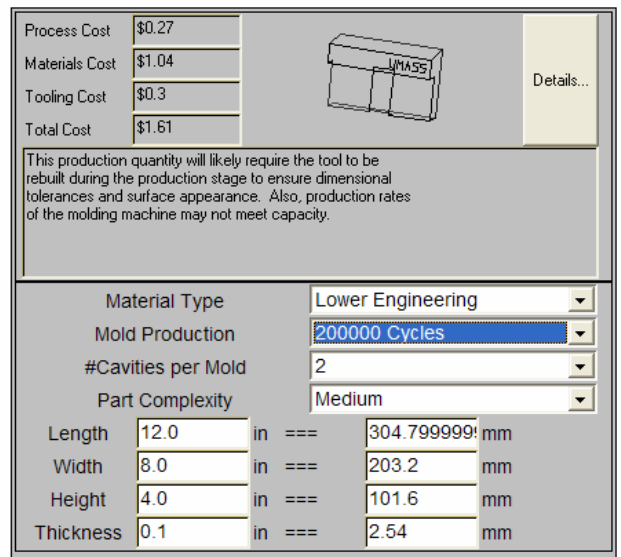 Process Cost $0.27
Materials Cost $1.04
Tooling Cost $0.3
Total Cost $1.61
UMASS
Details...
This production quantity will likely require the tool to be
rebuilt during the production stage to ensure dimensional
tolerances and surface appearance. Also, production rates
of the molding machine may not meet capacity.
Material Type Lower Engineering
Mold Production 200000 Cycles
#Cavities per Mold 2
Part Complexity Medium
Length 12.0 in === 304.7999999 mm
Width 8.0 in === 203.2 mm
Height 4.0 in === 101.6 mm
Thickness 0.1 in === 2.54 mm